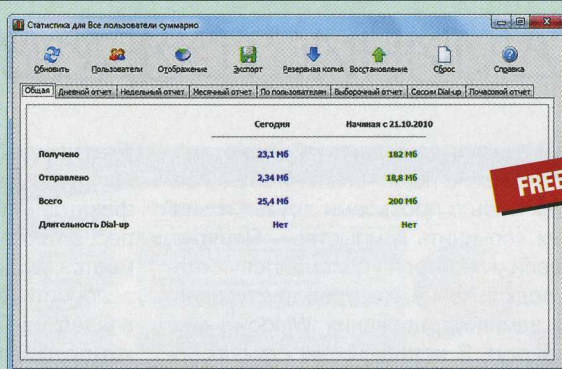 Статистика для Все пользователи суммарно
Обновить Пользователи Отображение Экспорт Резервная копия Восстановление Сброс Справка
Общая Дневной отчет Недельный отчет Месячный отчет По пользователям Выборочный отчет Сессии Dial-up Почасовой отчет
Сегодня Начиная с 21.10.2010
Получено 23,1 Мб 182 Мб
Отправлено 2,34 Мб 18,8 Мб
Всего 25,4 Мб 200 Мб
Длительность Dial-up Нет Нет
FREE